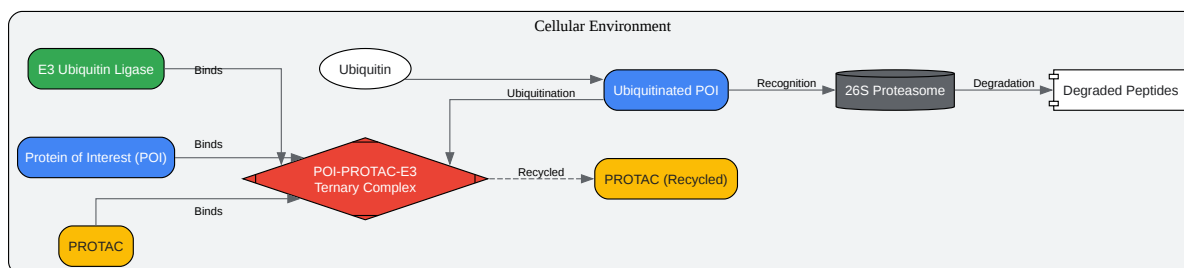 Cellular Environment
E3 Ubiquitin Ligase
Binds
Ubiquitin
Ubiquitination
Ubiquitinated POI
Recognition
26S Proteasome
Degradation
Degraded Peptides
Protein of Interest (POI)
Binds
POI-PROTAC-E3
Ternary Complex
Recycled
PROTAC (Recycled)
Binds
PROTAC